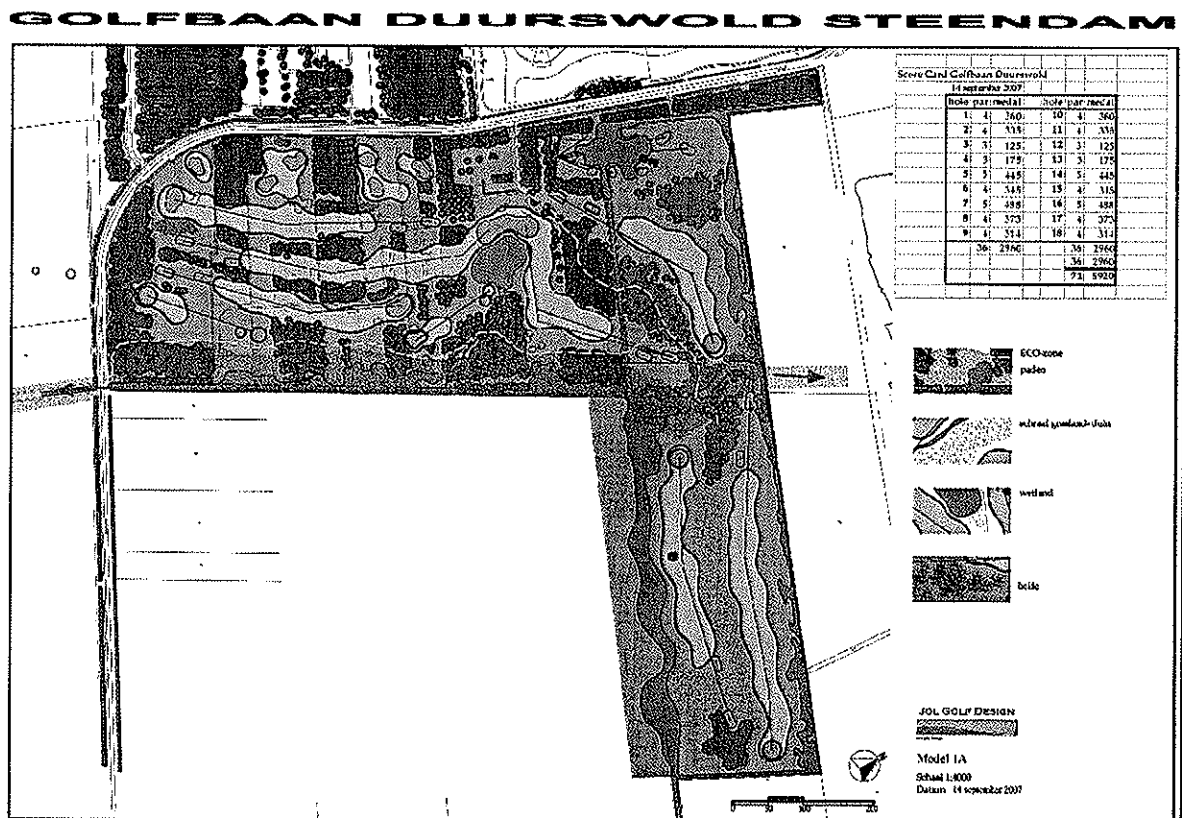 GOLFBAAN DUURSWOLD STEENDAM
Score Card Golfbaan Duurswold
14 september 2007
hole par medal hole par medal
1 4 360 10 4 360
2 4 335 11 4 335
3 3 125 12 3 125
4 3 175 13 3 175
5 5 445 14 5 445
6 4 345 15 4 345
7 5 488 16 5 488
8 4 373 17 4 373
9 4 314 18 4 314
36 2960 36 2960
36 2960
72 5920
ECO-zone
paden
wetland
JOL GOLF DESIGN
Model 1A
Schaal 1:4000
Datum 14 september 2007